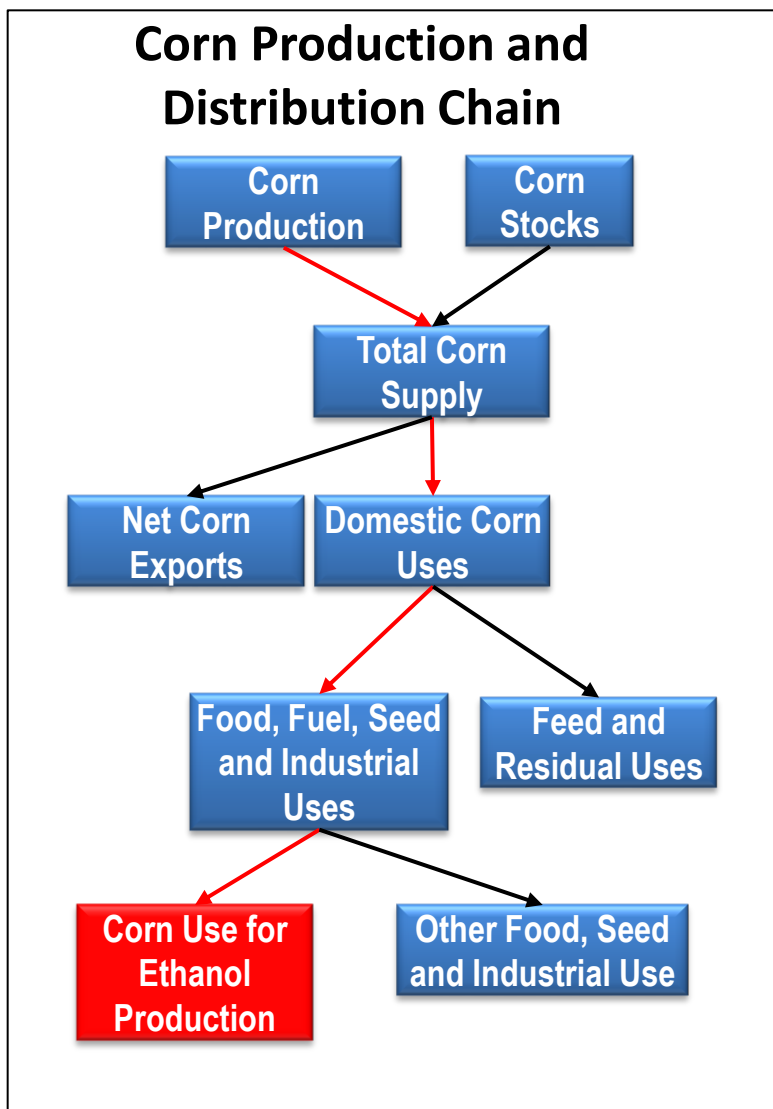 Corn Production and
Distribution Chain
Corn
Production
Corn
Stocks
Total Corn
Supply
Net Corn
Exports
Domestic Corn
Uses
Food, Fuel, Seed
and Industrial
Uses
Feed and
Residual Uses
Corn Use for
Ethanol
Production
Other Food, Seed
and Industrial Use